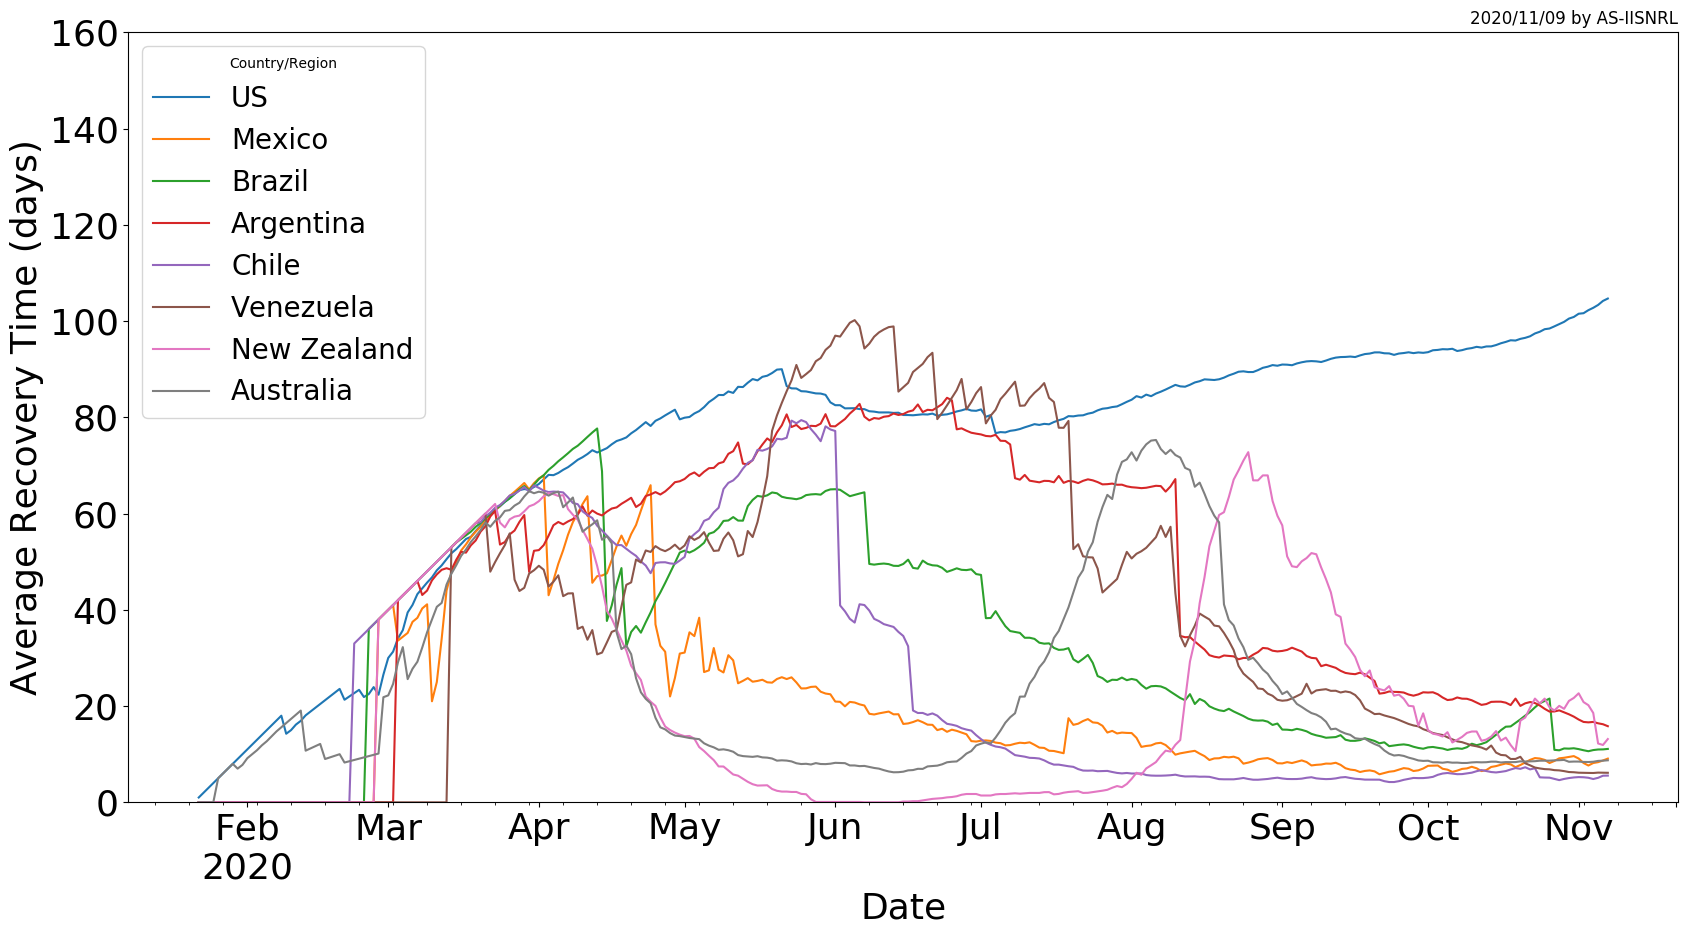 2020/11/09 by AS-IISNRL
160
140
120
100
80
60
40
20
0
Average Recovery Time (days)
Country/Region
US
Mexico
Brazil
Argentina
Chile
Venezuela
New Zealand
Australia
Feb Mar Apr May Jun Jul Aug Sep Oct Nov
2020
Date